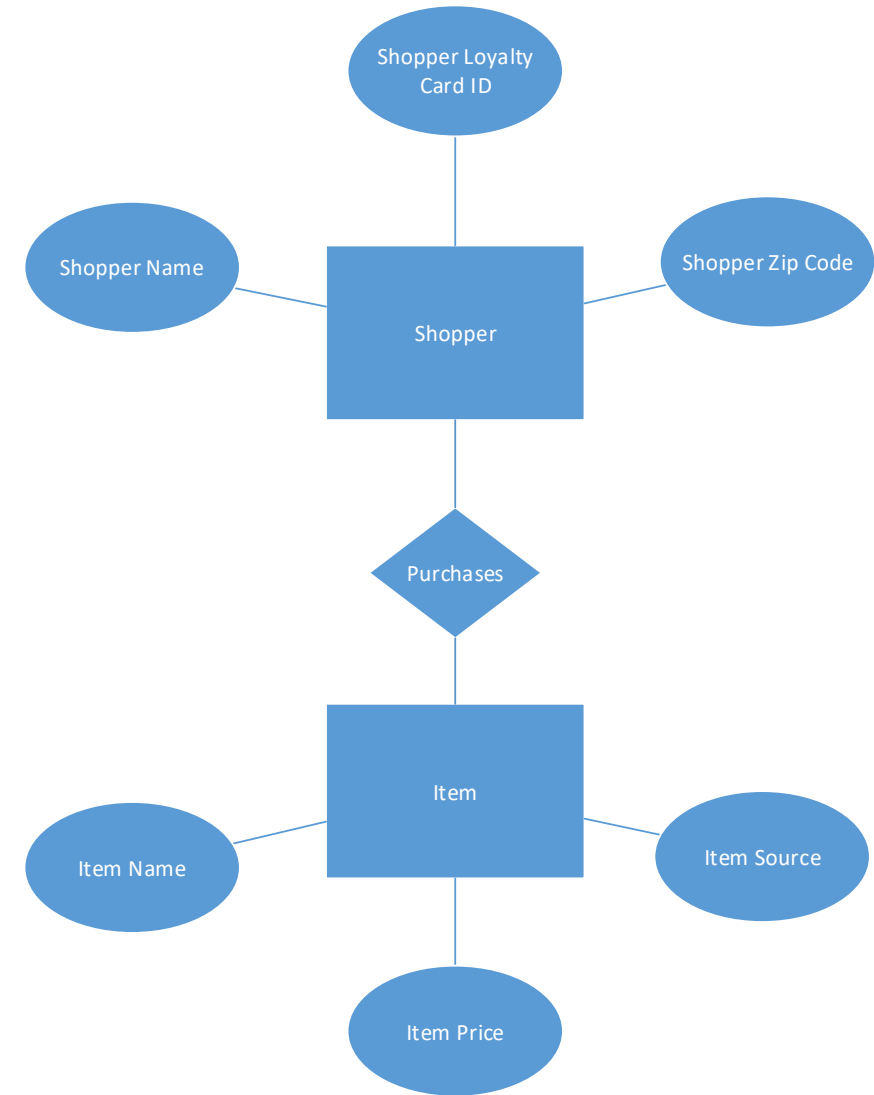 Shopper Loyalty
Card ID
Shopper Name
Shopper Zip Code
Shopper
Purchases
Item
Item Name
Item Source
Item Price